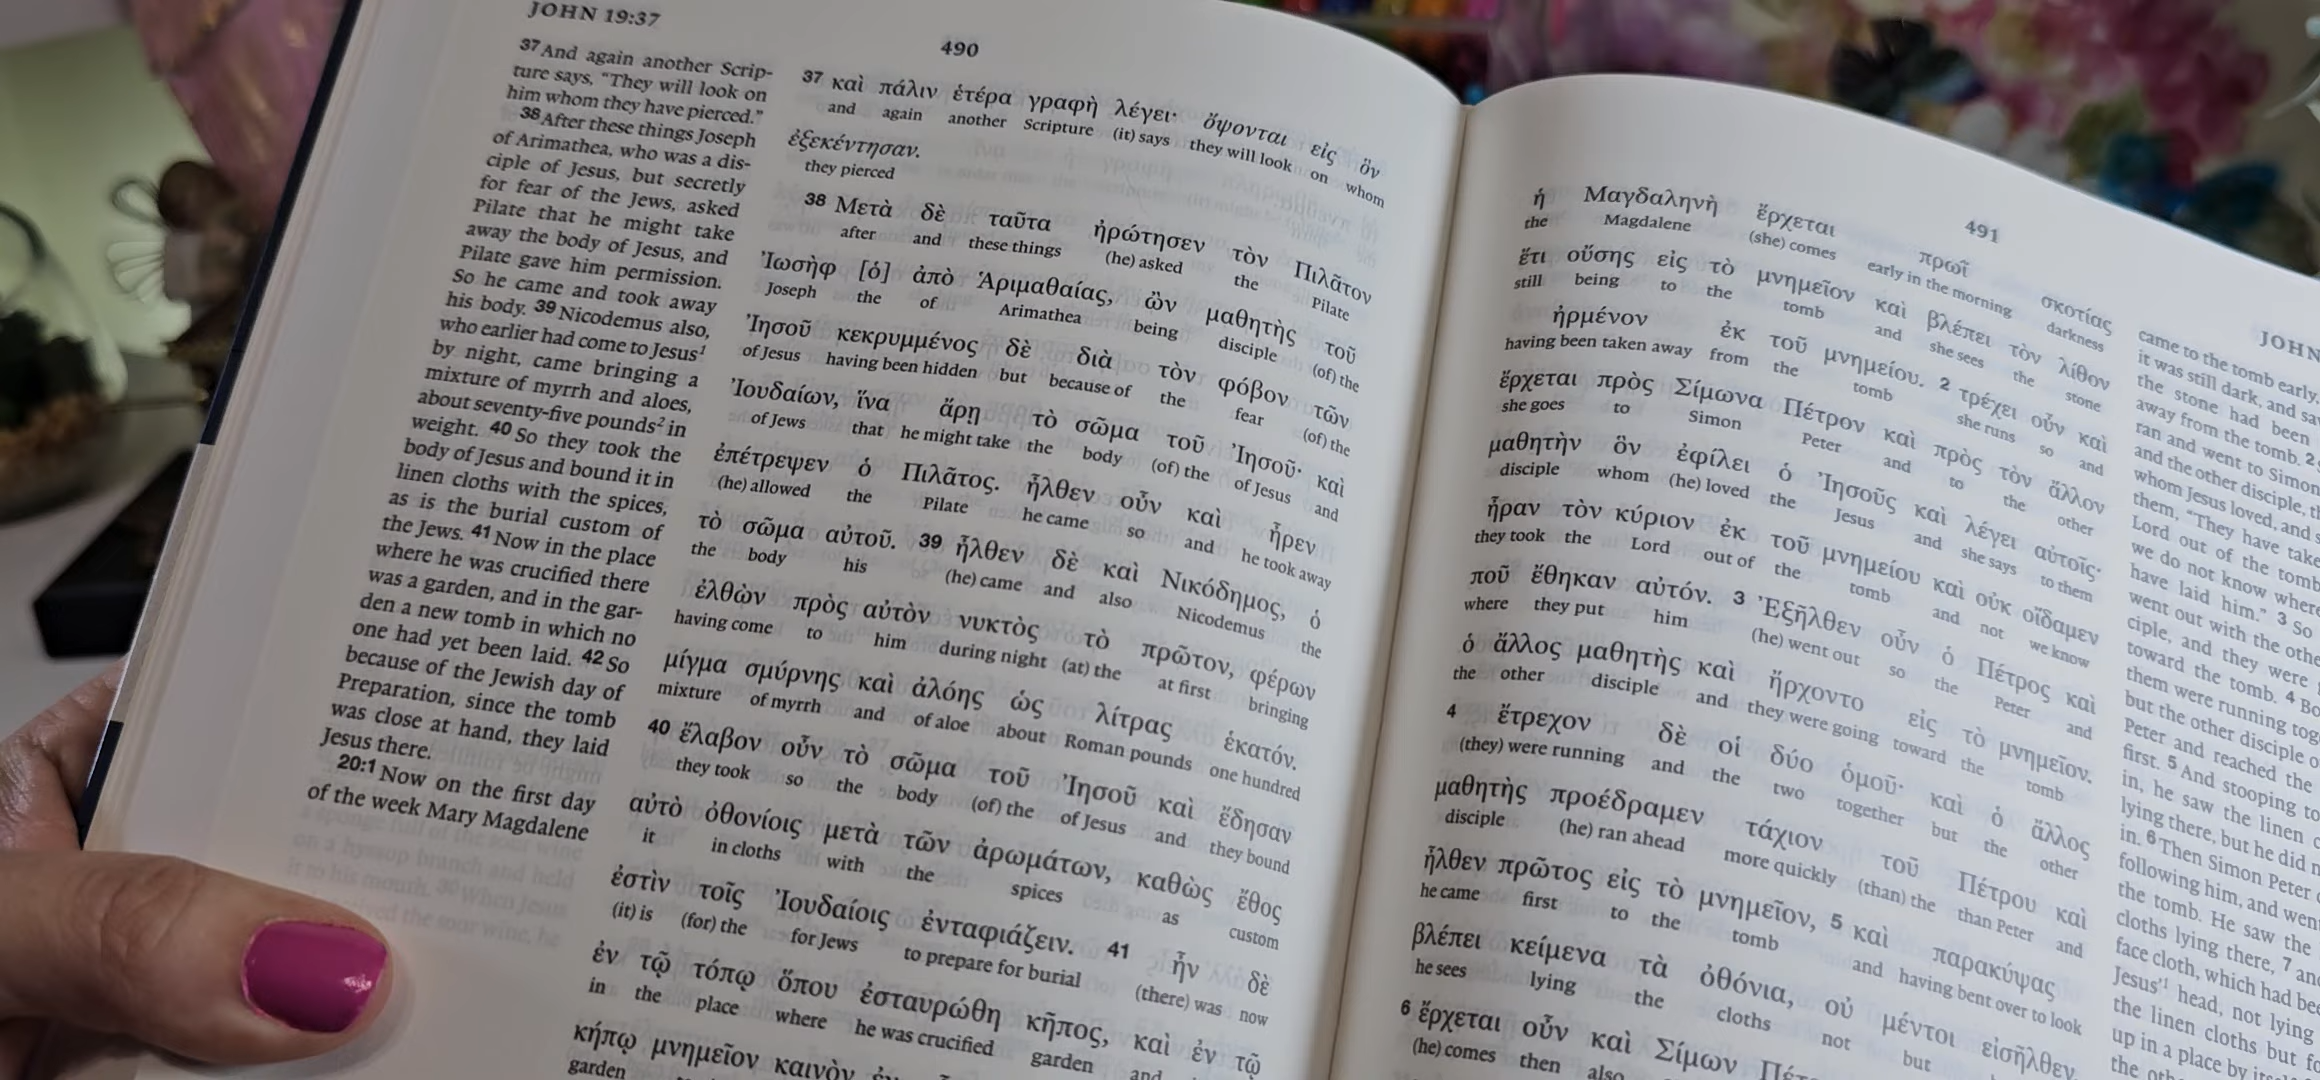 JOHN 19:37
490
37 And again another Scrip-
ture says, “They will look on
him whom they have pierced.”
38 After these things Joseph
of Arimathea, who was a dis-
ciple of Jesus, but secretly
for fear of the Jews, asked
Pilate that he might take
away the body of Jesus, and
Pilate gave him permission.
So he came and took away
his body. 39 Nicodemus also,
who earlier had come to Jesus1
by night, came bringing a
mixture of myrrh and aloes,
about seventy-five pounds2 in
weight. 40 So they took the
body of Jesus and bound it in
linen cloths with the spices,
as is the burial custom of
the Jews. 41 Now in the place
where he was crucified there
was a garden, and in the gar-
den a new tomb in which no
one had yet been laid. 42 So
because of the Jewish day of
Preparation, since the tomb
was close at hand, they laid
Jesus there.
20:1 Now on the first day
of the week Mary Magdalene
37 καὶ πάλιν ἑτέρα γραφὴ λέγει· ὄψονται εἰς ὃν
and again another Scripture (it) says they will look on whom
ἐξεκέντησαν.
they pierced
38 Μετὰ δὲ ταῦτα ἠρώτησεν τὸν Πιλᾶτον
after and these things (he) asked the Pilate
Ἰωσὴφ [ὁ] ἀπὸ Ἁριμαθαίας, ὢν μαθητὴς τοῦ
Joseph the of Arimathea being disciple (of) the
Ἰησοῦ κεκρυμμένος δὲ διὰ τὸν φόβον τῶν
of Jesus having been hidden but because of the fear (of) the
Ἰουδαίων, ἵνα ἄρῃ τὸ σῶμα τοῦ Ἰησοῦ· καὶ
of Jews that he might take the body (of) the of Jesus and
ἐπέτρεψεν ὁ Πιλᾶτος. ἦλθεν οὖν καὶ ἦρεν
(he) allowed the Pilate he came so and he took away
τὸ σῶμα αὐτοῦ. 39 ἦλθεν δὲ καὶ Νικόδημος, ὁ
the body his (he) came and also Nicodemus the
ἐλθὼν πρὸς αὐτὸν νυκτὸς τὸ πρῶτον, φέρων
having come to him during night (at) the at first bringing
μίγμα σμύρνης καὶ ἀλόης ὡς λίτρας ἑκατόν.
mixture of myrrh and of aloe about Roman pounds one hundred
40 ἔλαβον οὖν τὸ σῶμα τοῦ Ἰησοῦ καὶ ἔδησαν
they took so the body (of) the of Jesus and they bound
αὐτὸ ὀθονίοις μετὰ τῶν ἀρωμάτων, καθὼς ἔθος
it in cloths with the spices as custom
ἐστὶν τοῖς Ἰουδαίοις ἐνταφιάζειν. 41 ἦν δὲ
(it) is (for) the for Jews to prepare for burial (there) was now
ἐν τῷ τόπῳ ὅπου ἐσταυρώθη κῆπος, καὶ ἐν τῷ
in the place where he was crucified garden and
κήπῳ μνημεῖον καινὸν
garden
491
ἡ Μαγδαληνὴ ἔρχεται πρωῒ σκοτίας
the Magdalene (she) comes early in the morning darkness
ἔτι οὔσης εἰς τὸ μνημεῖον καὶ βλέπει τὸν λίθον
still being to the tomb and she sees the stone
ἠρμένον ἐκ τοῦ μνημείου. 2 τρέχει οὖν καὶ
having been taken away from the tomb she runs so and
ἔρχεται πρὸς Σίμωνα Πέτρον καὶ πρὸς τὸν ἄλλον
she goes to Simon Peter and to the other
μαθητὴν ὃν ἐφίλει ὁ Ἰησοῦς καὶ λέγει αὐτοῖς·
disciple whom (he) loved the Jesus and she says to them
ἦραν τὸν κύριον ἐκ τοῦ μνημείου καὶ οὐκ οἴδαμεν
they took the Lord out of the tomb and not we know
ποῦ ἔθηκαν αὐτόν. 3 Ἐξῆλθεν οὖν ὁ Πέτρος καὶ
where they put him (he) went out so the Peter and
ὁ ἄλλος μαθητὴς καὶ ἤρχοντο εἰς τὸ μνημεῖον.
the other disciple and they were going toward the tomb
4 ἔτρεχον δὲ οἱ δύο ὁμοῦ· καὶ ὁ ἄλλος
(they) were running and the two together but the other
μαθητὴς προέδραμεν τάχιον τοῦ Πέτρου καὶ
disciple (he) ran ahead more quickly (than) the than Peter and
ἦλθεν πρῶτος εἰς τὸ μνημεῖον, 5 καὶ παρακύψας
he came first to the tomb and having bent over to look
βλέπει κείμενα τὰ ὀθόνια, οὐ μέντοι εἰσῆλθεν.
he sees lying the cloths not but
6 ἔρχεται οὖν καὶ Σίμων
(he) comes then also
JOHN
came to the tomb early,
it was still dark, and
the stone had been
away from the tomb. 2
ran and went to Simon
and the other disciple,
whom Jesus loved, and
them, “They have
Lord out of the tomb
we do not know where
have laid him.” 3 So
went out with the
ciple, and they were
toward the tomb. 4
them were running
but the other disciple
Peter and reached the
first. 5 And stooping to
in, he saw the linen
lying there, but he did
in. 6 Then Simon Peter
following him, and went
the tomb. He saw the
cloths lying there, 7
face cloth, which had
Jesus’1 head, not lying
the linen cloths but
up in a place by
the